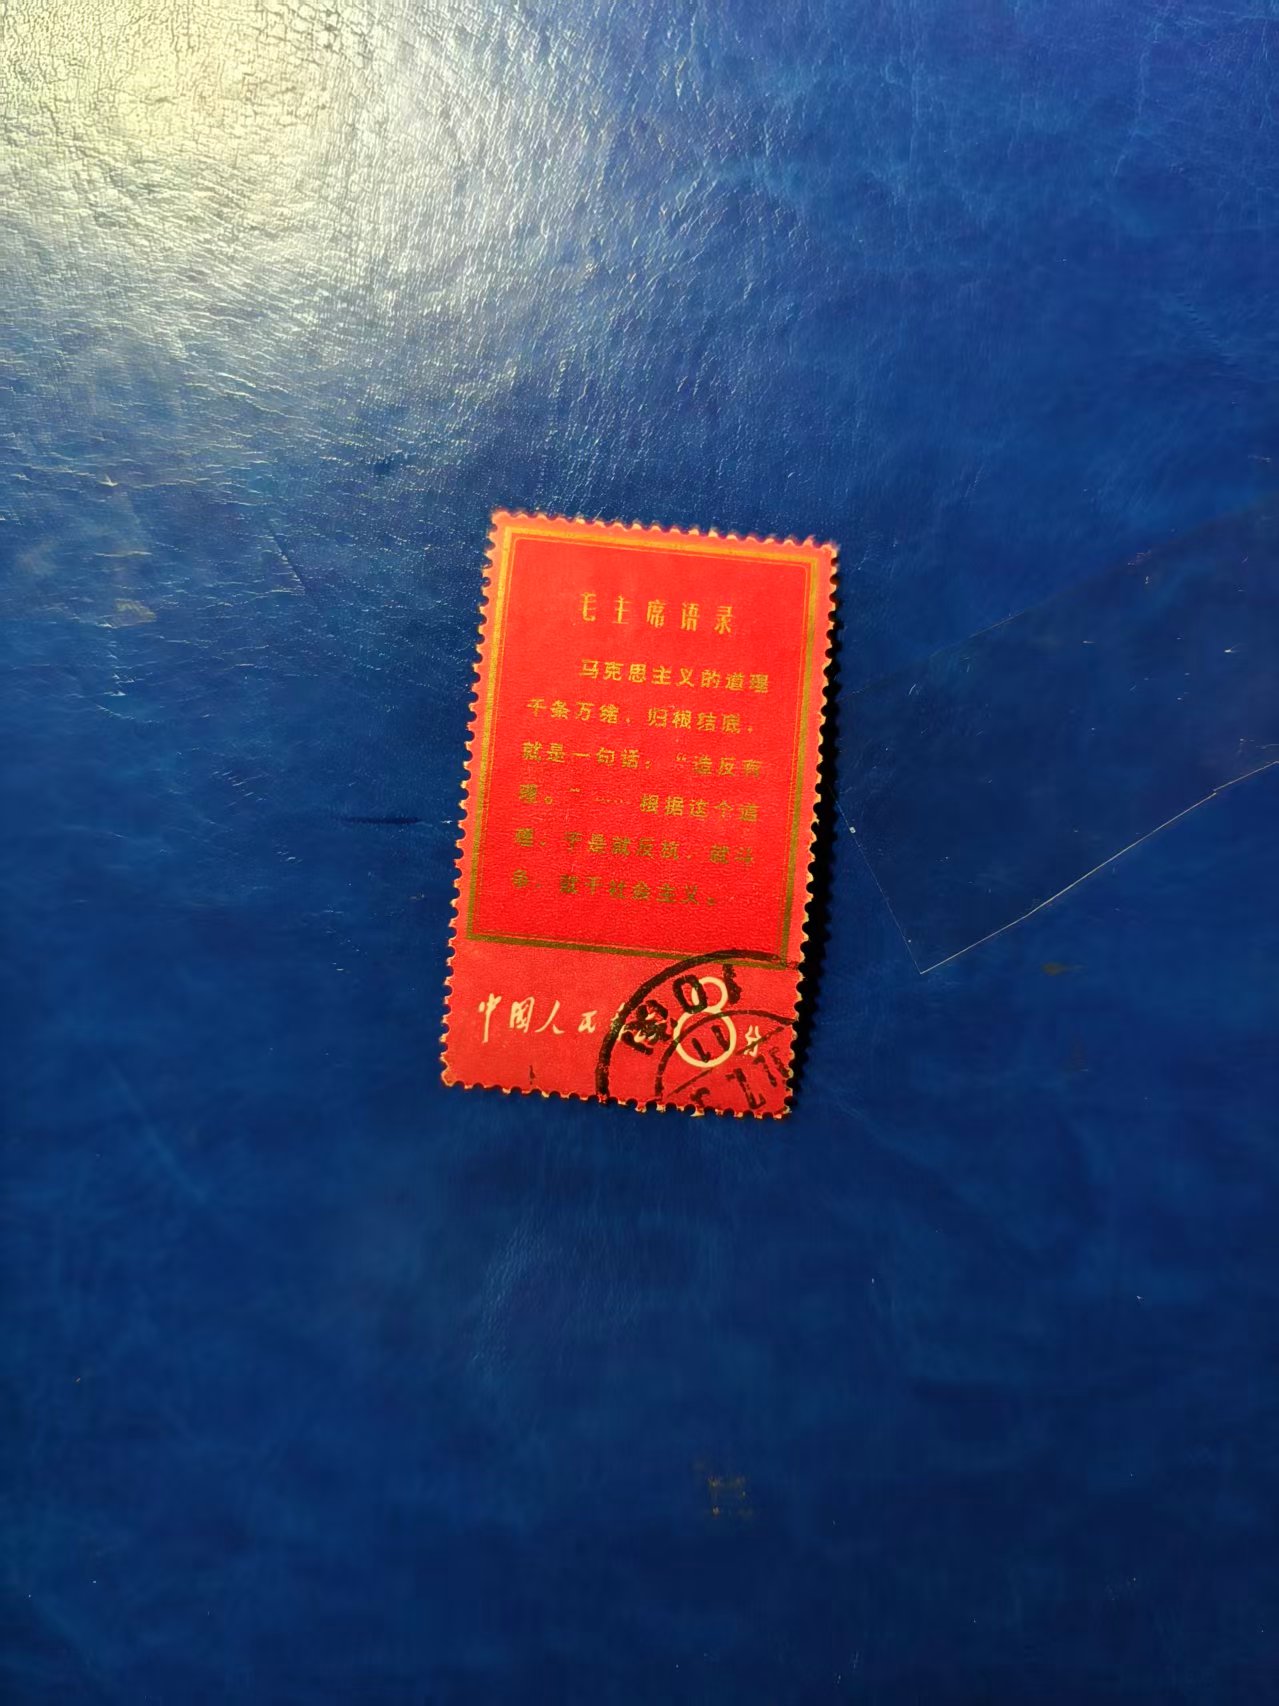 毛主席语录
马克思主义的道理
千条万绪,归根结底,
就是一句话:“造反有
理。”……根据这个道
理,于是就反抗,就斗
争,就干社会主义。
中国人民邮政 8分